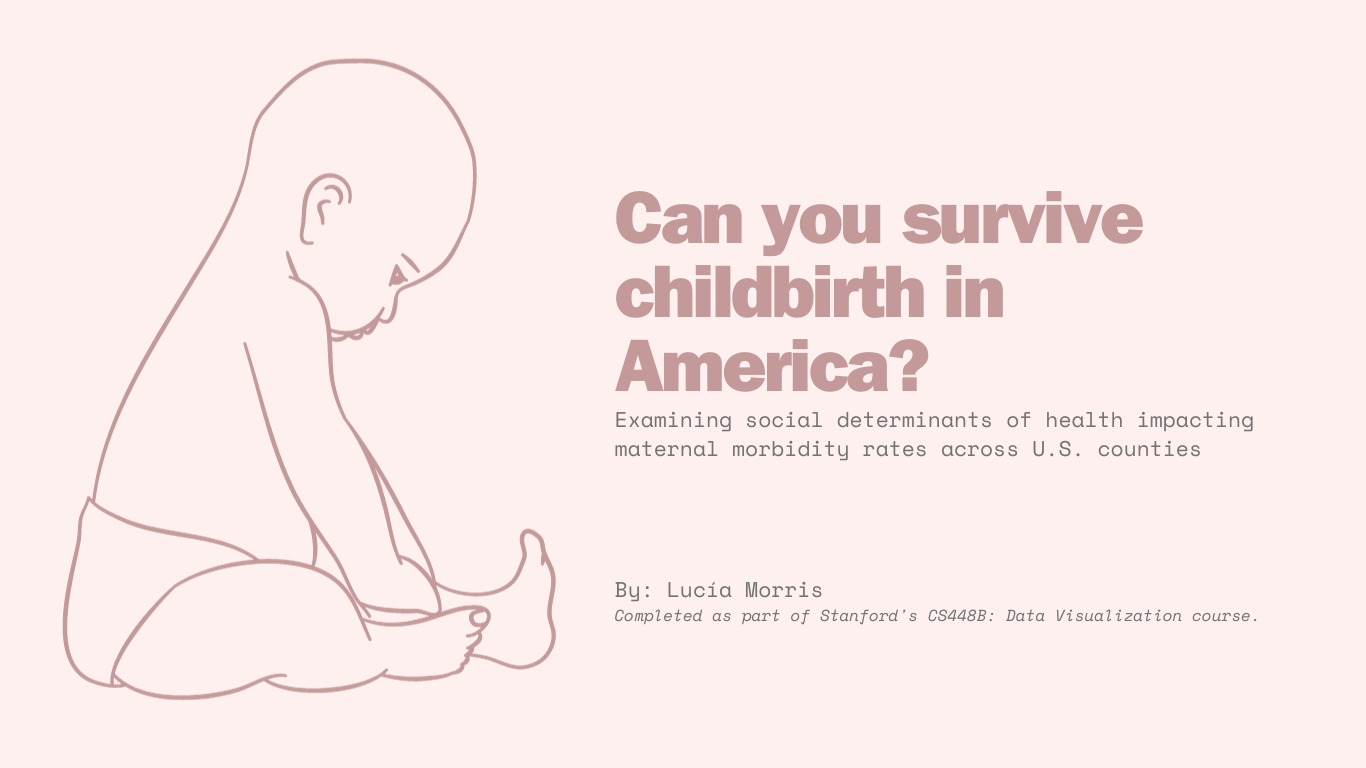 Can you survive
childbirth in
America?
Examining social determinants of health impacting
maternal morbidity rates across U.S. counties
By: Lucía Morris
Completed as part of Stanford's CS448B: Data Visualization course.